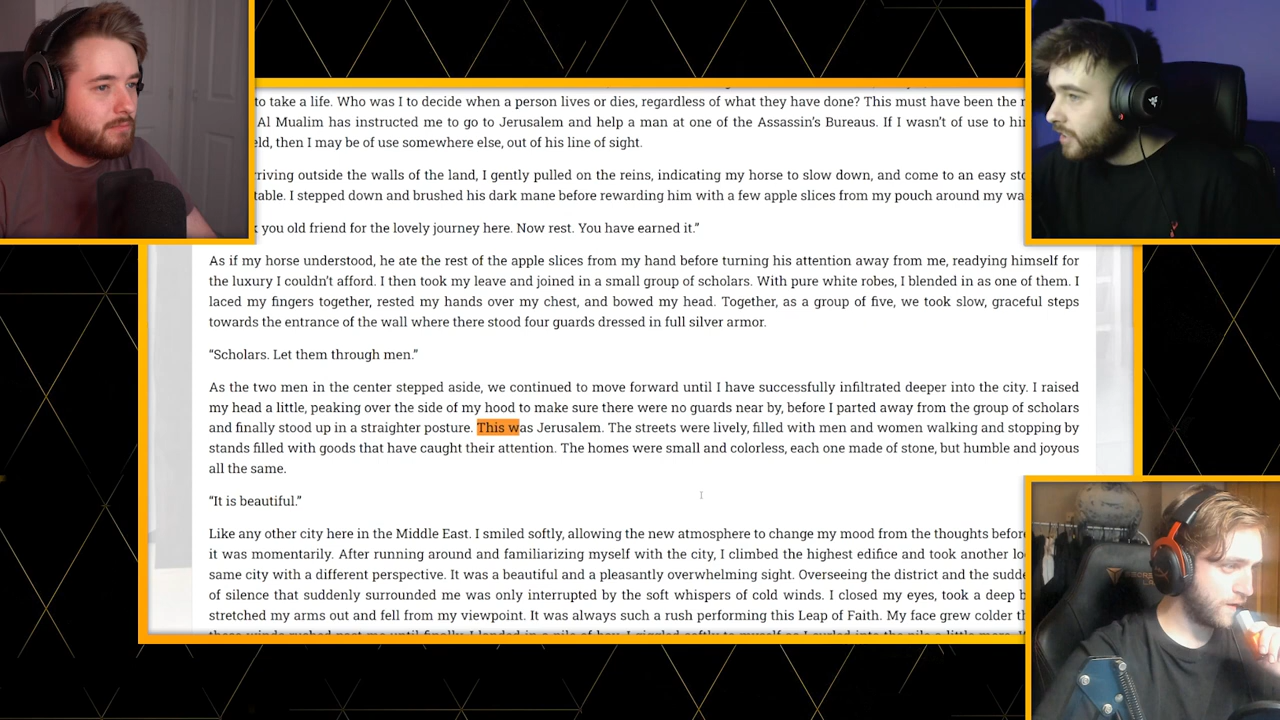 to take a life. Who was I to decide when a person lives or dies, regardless of what they have done? This must have been the
Al Mualim has instructed me to go to Jerusalem and help a man at one of the Assassin's Bureaus. If I wasn't of use to
then I may be of use somewhere else, out of his line of sight.
outside the walls of the land, I gently pulled on the reins, indicating my horse to slow down, and come to an easy
I stepped down and brushed his dark mane before rewarding him with a few apple slices from my pouch around my
you old friend for the lovely journey here. Now rest. You have earned it."
As if my horse understood, he ate the rest of the apple slices from my hand before turning his attention away from me, readying himself for
the luxury I couldn't afford. I then took my leave and joined in a small group of scholars. With pure white robes, I blended in as one of them. I
laced my fingers together, rested my hands over my chest, and bowed my head. Together, as a group of five, we took slow, graceful steps
towards the entrance of the wall where there stood four guards dressed in full silver armor.
"Scholars. Let them through men."
As the two men in the center stepped aside, we continued to move forward until I have successfully infiltrated deeper into the city. I raised
my head a little, peaking over the side of my hood to make sure there were no guards near by, before I parted away from the group of scholars
and finally stood up in a straighter posture. This was Jerusalem. The streets were lively, filled with men and women walking and stopping by
stands filled with goods that have caught their attention. The homes were small and colorless, each one made of stone, but humble and joyous
all the same.
"It is beautiful."
Like any other city here in the Middle East. I smiled softly, allowing the new atmosphere to change my mood from the thoughts
it was momentarily. After running around and familiarizing myself with the city, I climbed the highest edifice and took another
same city with a different perspective. It was a beautiful and a pleasantly overwhelming sight. Overseeing the district and the
of silence that suddenly surrounded me was only interrupted by the soft whispers of cold winds. I closed my eyes, took a deep
stretched my arms out and fell from my viewpoint. It was always such a rush performing this Leap of Faith. My face grew colder